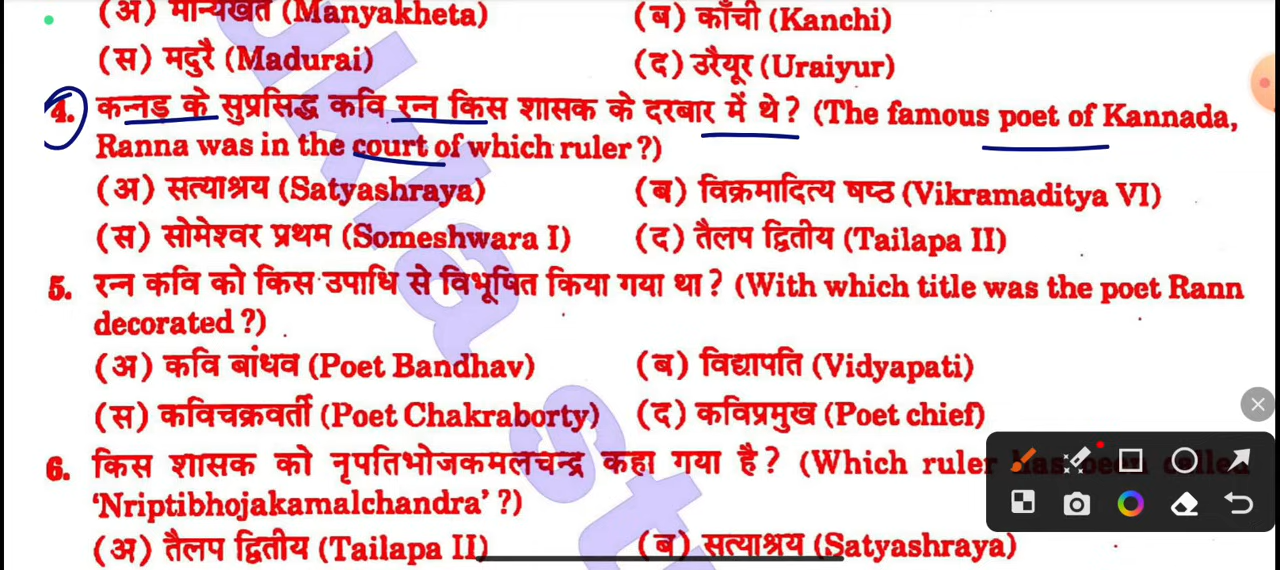 (अ) मान्यखेत (Manyakheta) (ब) काँची (Kanchi)
(स) मदुरै (Madurai) (द) उरैयूर (Uraiyur)
4. कन्नड़ के सुप्रसिद्ध कवि रन्न किस शासक के दरबार में थे? (The famous poet of Kannada,
Ranna was in the court of which ruler ?)
(अ) सत्याश्रय (Satyashraya) (ब) विक्रमादित्य षष्ठ (Vikramaditya VI)
(स) सोमेश्वर प्रथम (Someshwara I) (द) तैलप द्वितीय (Tailapa II)
5. रन्न कवि को किस उपाधि से विभूषित किया गया था? (With which title was the poet Rann
decorated ?)
(अ) कवि बांधव (Poet Bandhav) (ब) विद्यापति (Vidyapati)
(स) कविचक्रवर्ती (Poet Chakraborty) (द) कविप्रमुख (Poet chief)
6. किस शासक को नृपतिभोजकमलचन्द्र कहा गया है? (Which ruler has been called
‘Nriptibhojakamalchandra’ ?)
(अ) तैलप द्वितीय (Tailapa II) (ब) सत्याश्रय (Satyashraya)